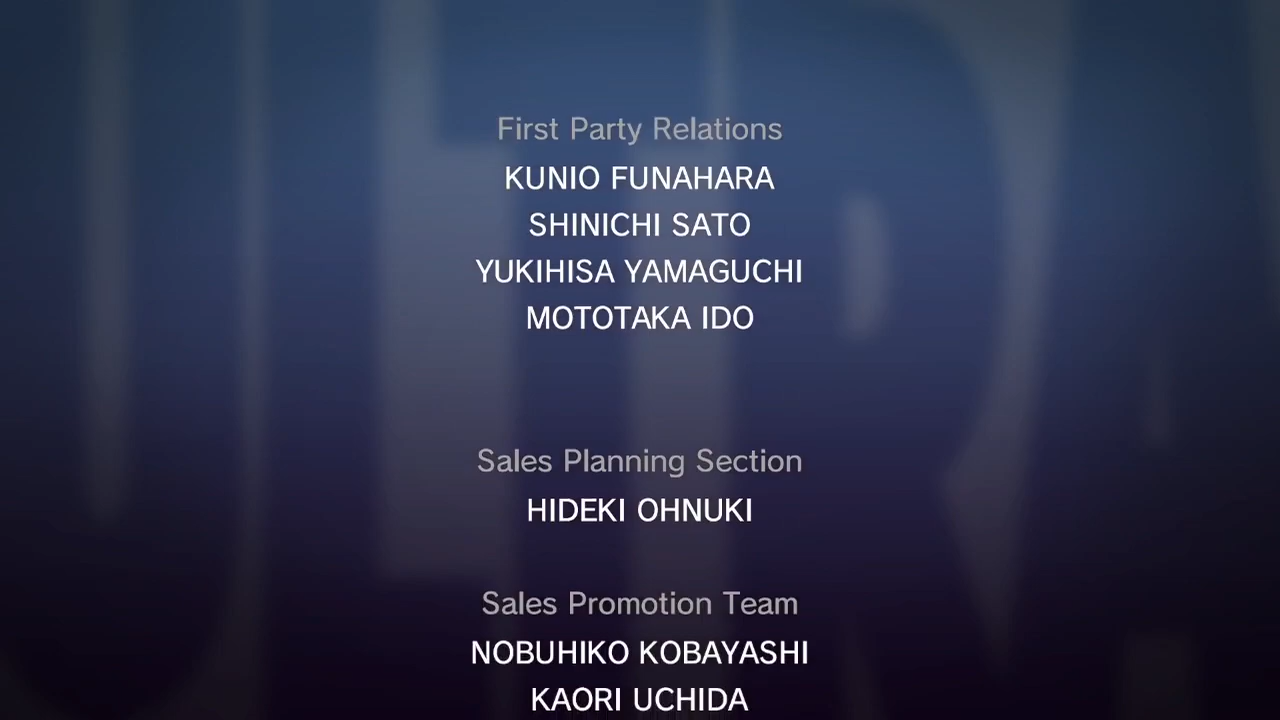 First Party Relations
KUNIO FUNAHARA
SHINICHI SATO
YUKIHISA YAMAGUCHI
MOTOTAKA IDO
Sales Planning Section
HIDEKI OHNUKI
Sales Promotion Team
NOBUHIKO KOBAYASHI
KAORI UCHIDA